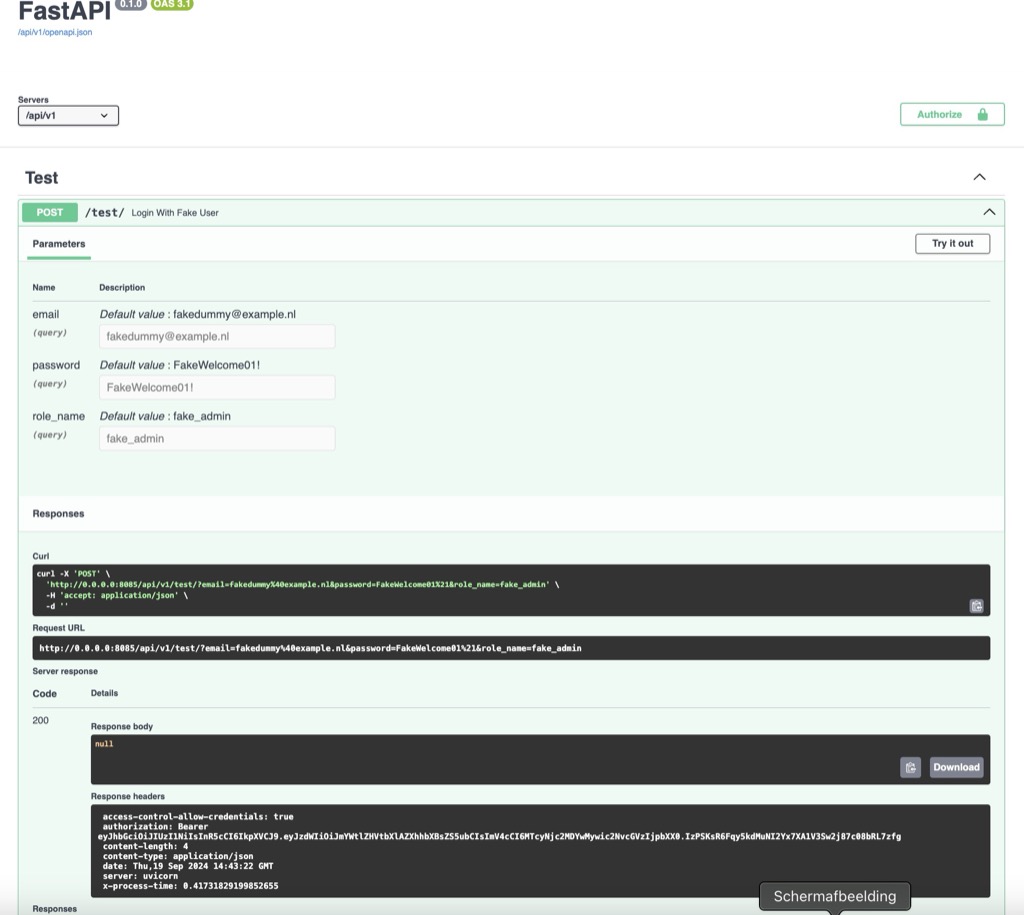 FastAPI 0.1.0 OAS 3.1
/api/v1/openapi.json
Servers
/api/v1
Authorize
Test
POST /test/ Login With Fake User
Parameters
Try it out
Name Description
email Default value : fakedummy@example.nl
(query) fakedummy@example.nl
password Default value : FakeWelcome01!
(query) FakeWelcome01!
role_name Default value : fake_admin
(query) fake_admin
Responses
Curl
curl -X 'POST' \
'http://0.0.0.0:8085/api/v1/test/?email=fakedummy%40example.nl&password=FakeWelcome01%21&role_name=fake_admin' \
-H 'accept: application/json' \
-d ''
Request URL
http://0.0.0.0:8085/api/v1/test/?email=fakedummy%40example.nl&password=FakeWelcome01%21&role_name=fake_admin
Server response
Code Details
200
Response body
null
Download
Response headers
access-control-allow-credentials: true
authorization: Bearer
content-length: 4
content-type: application/json
date: Thu,19 Sep 2024 14:43:22 GMT
server: uvicorn
x-process-time: 0.41731829199852655
Schermafbeelding
Responses